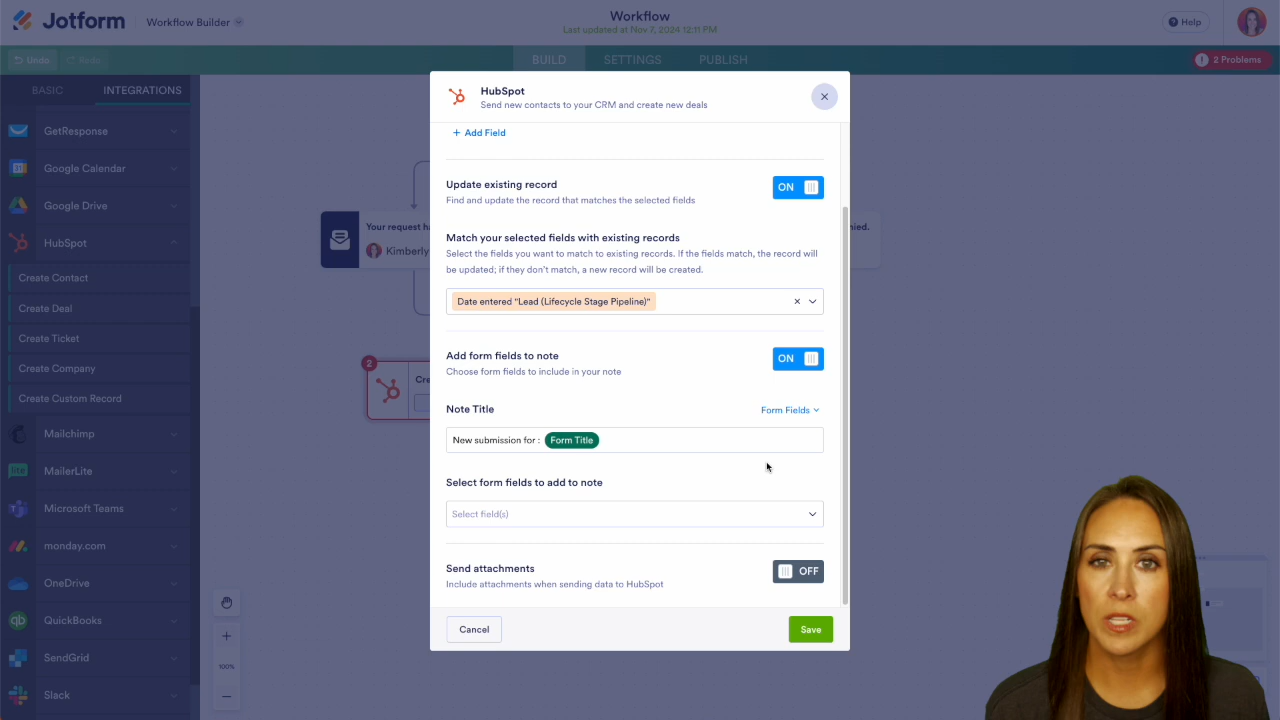 Jotform
Workflow Builder
Workflow
Last updated at Nov 7, 2024 12:11 PM
Help
Undo
Redo
BUILD
SETTINGS
PUBLISH
2 Problems
BASIC
INTEGRATIONS
GetResponse
Google Calendar
Google Drive
HubSpot
Create Contact
Create Deal
Create Ticket
Create Company
Create Custom Record
Mailchimp
lite
MailerLite
Microsoft Teams
monday.com
OneDrive
qb
QuickBooks
SendGrid
Slack
31
Your request ha
Kimberly
ied.
2
Cre
100%
HubSpot
Send new contacts to your CRM and create new deals
+ Add Field
Update existing record
ON
Find and update the record that matches the selected fields
Match your selected fields with existing records
Select the fields you want to match to existing records. If the fields match, the record will
be updated; if they don't match, a new record will be created.
Date entered "Lead (Lifecycle Stage Pipeline)"
Add form fields to note
ON
Choose form fields to include in your note
Note Title
Form Fields
New submission for : Form Title
Select form fields to add to note
Select field(s)
Send attachments
OFF
Include attachments when sending data to HubSpot
Cancel
Save